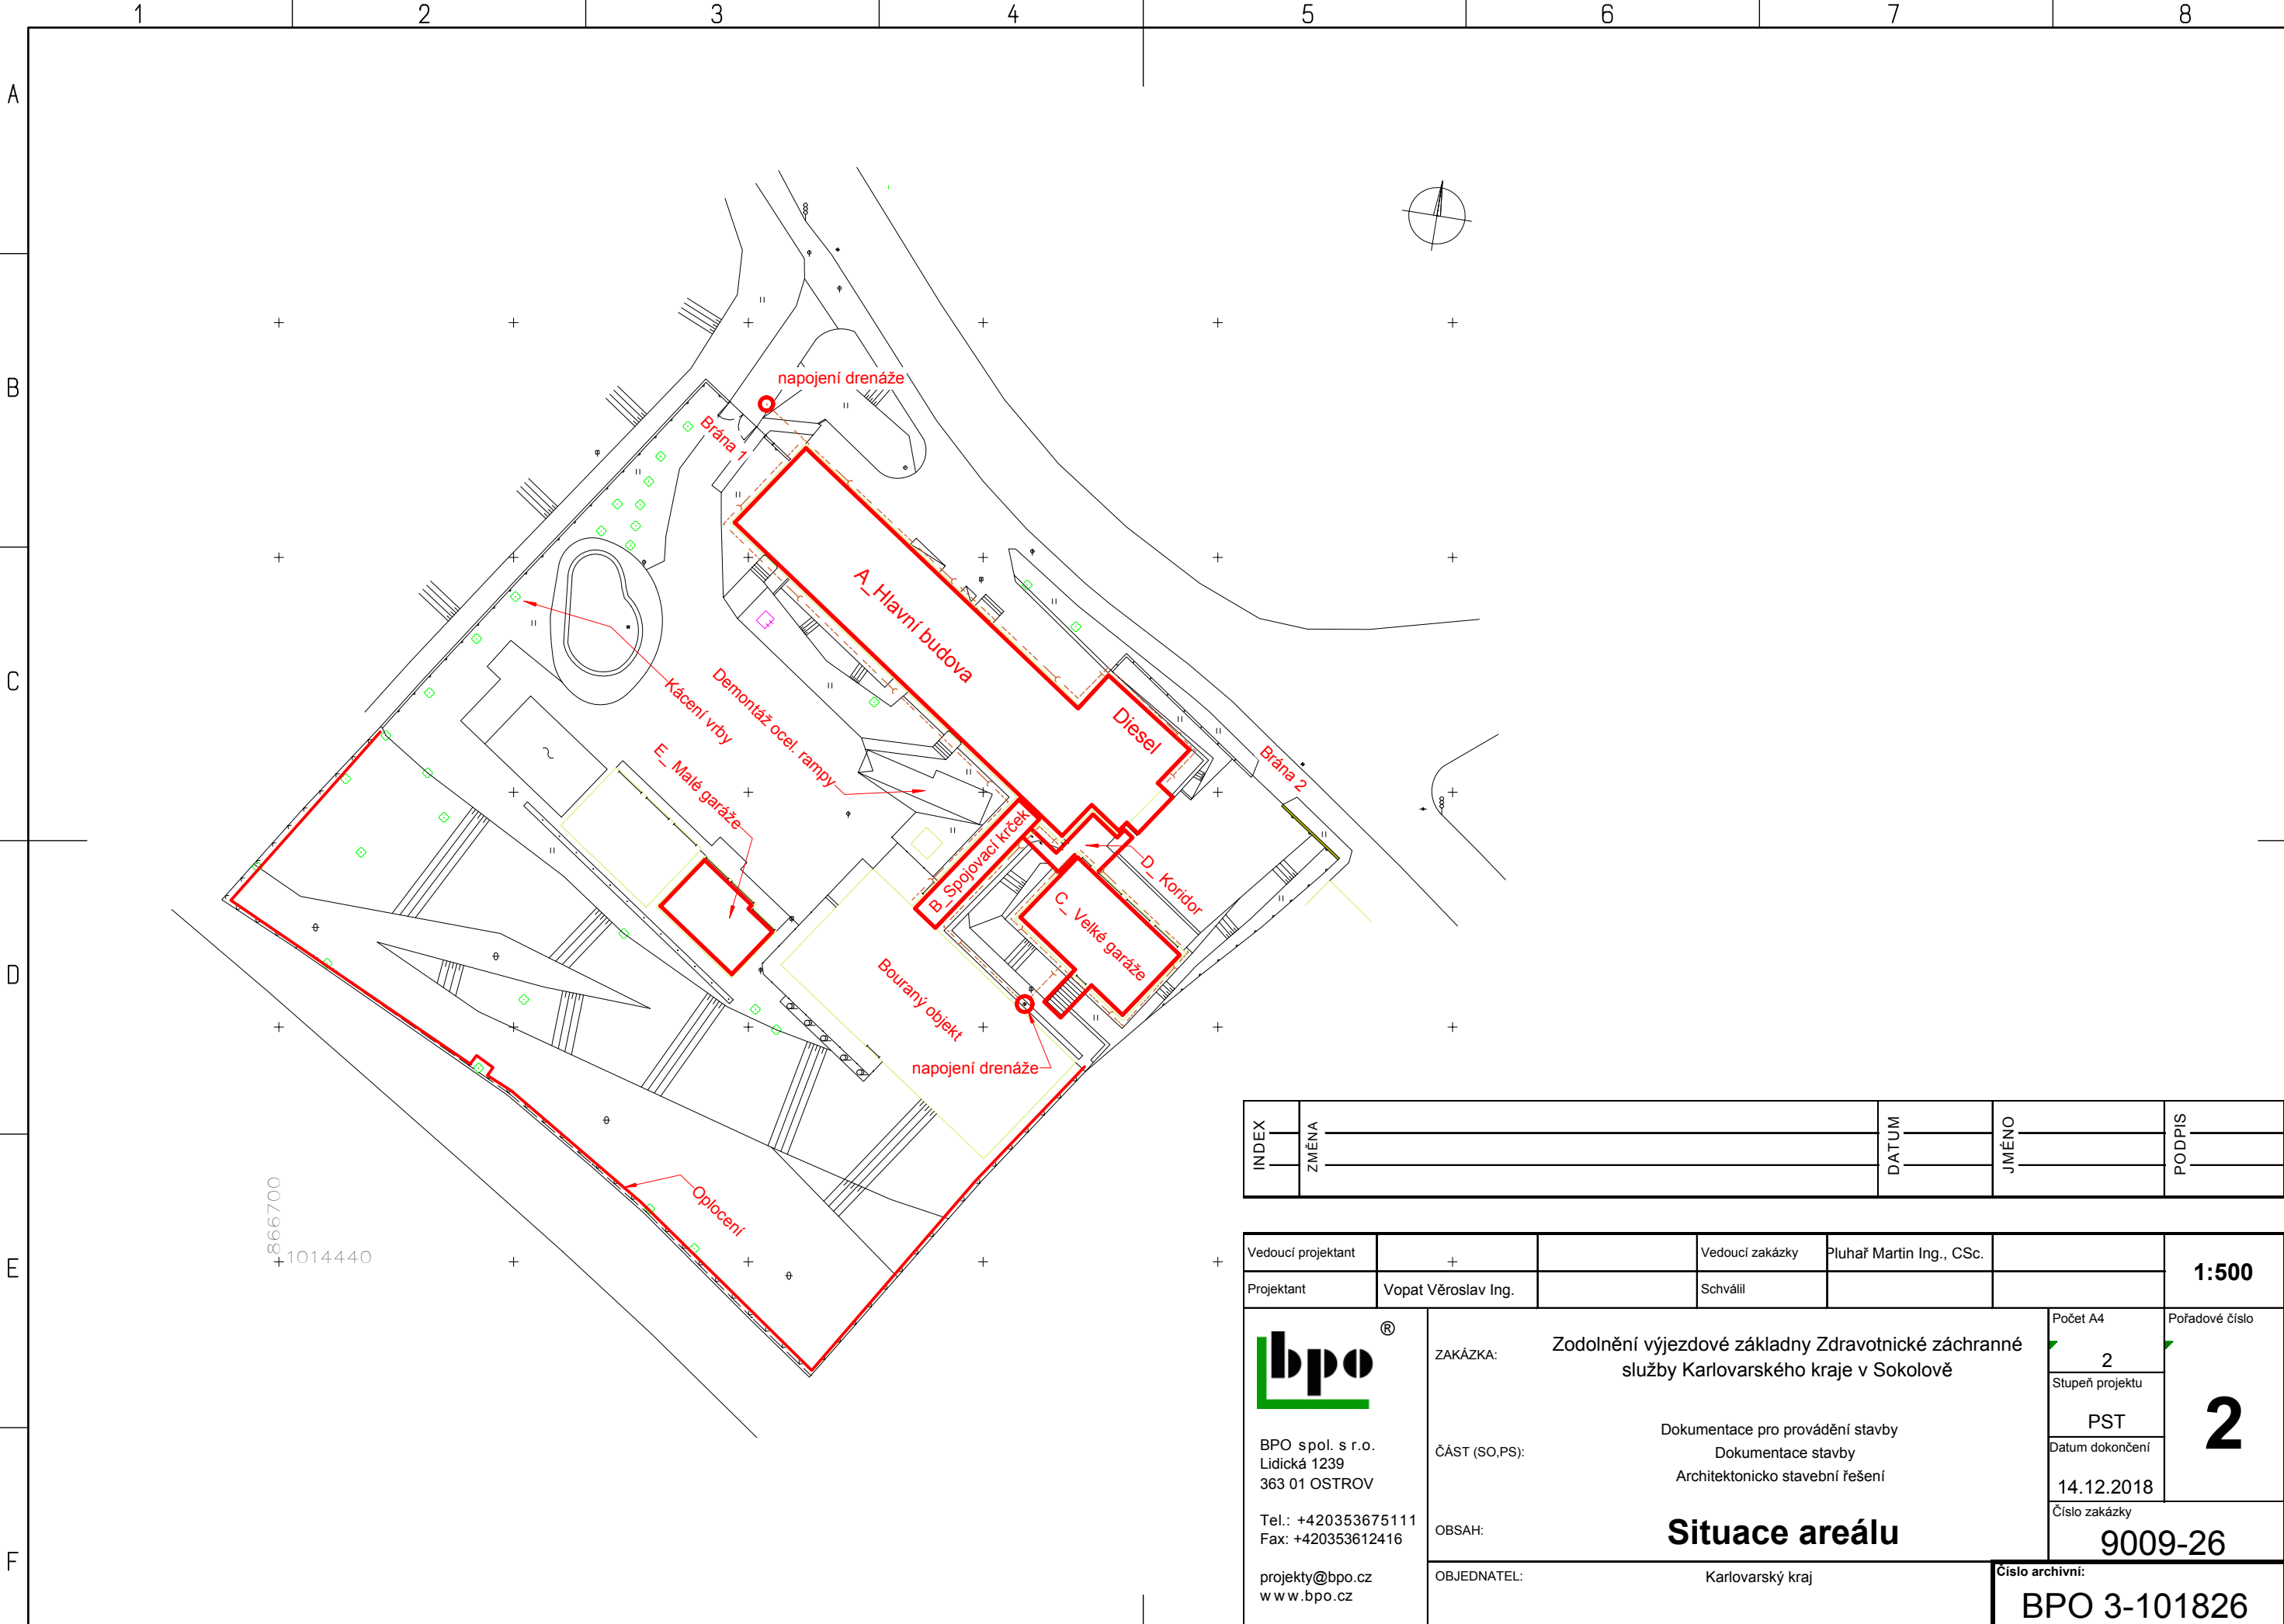 1 2 3 4 5 6 7 8
A
B
C
D
E
F
napojení drenáže
Brána 1
A_Hlavní budova
Diesel
Brána 2
Kácení vrby
Demontáž ocel. rampy
E_ Malé garáže
B_Spojovací krček
D_ Koridor
C_ Velké garáže
Bouraný objekt
napojení drenáže
Oplocení
866700
1014440
INDEX
ZMĚNA
DATUM
JMÉNO
PODPIS
Vedoucí projektant
Vedoucí zakázky
Pluhař Martin Ing., CSc.
1:500
Projektant
Vopat Věroslav Ing.
Schválil
bpo ®
BPO spol. s r.o.
Lidická 1239
363 01 OSTROV
Tel.: +420353675111
Fax: +420353612416
projekty@bpo.cz
www.bpo.cz
ZAKÁZKA:
Zodolnění výjezdové základny Zdravotnické záchranné
služby Karlovarského kraje v Sokolově
ČÁST (SO,PS):
Dokumentace pro provádění stavby
Dokumentace stavby
Architektonicko stavební řešení
OBSAH:
Situace areálu
OBJEDNATEL:
Karlovarský kraj
Počet A4
2
Pořadové číslo
2
Stupeň projektu
PST
Datum dokončení
14.12.2018
Číslo zakázky
9009-26
Číslo archivní:
BPO 3-101826